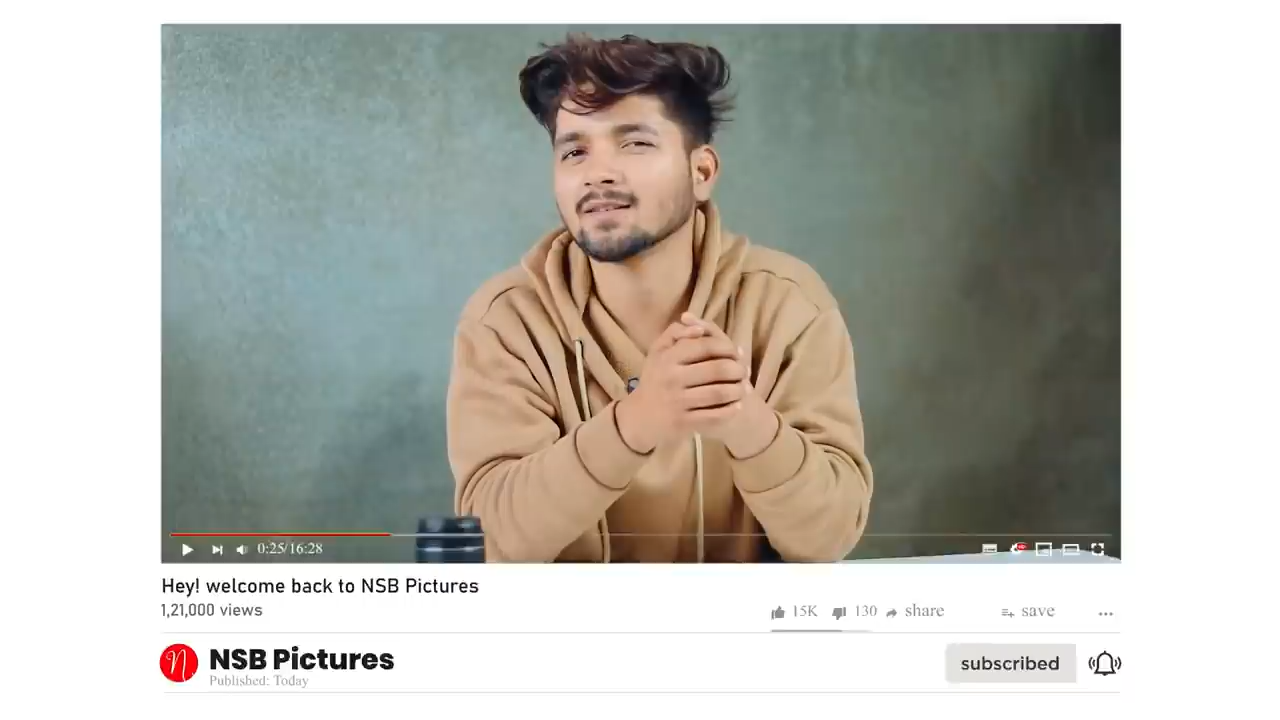 0:25/16:28
Hey! welcome back to NSB Pictures
1,21,000 views
15K 130 share save
NSB Pictures
Published: Today
subscribed